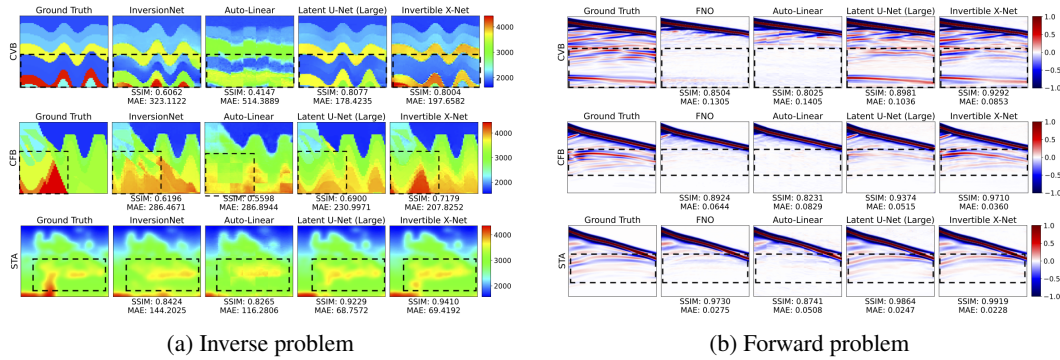 Ground Truth InversionNet Auto-Linear Latent U-Net (Large) Invertible X-Net
CVB
4000
3000
2000
SSIM: 0.6062 SSIM: 0.4147 SSIM: 0.8077 SSIM: 0.8004
MAE: 323.1122 MAE: 514.3889 MAE: 178.4235 MAE: 197.6582
Ground Truth InversionNet Auto-Linear Latent U-Net (Large) Invertible X-Net
CFB
4000
3000
2000
SSIM: 0.6196 SSIM: 0.5598 SSIM: 0.6900 SSIM: 0.7179
MAE: 286.4671 MAE: 286.8944 MAE: 230.9971 MAE: 207.8252
Ground Truth InversionNet Auto-Linear Latent U-Net (Large) Invertible X-Net
STA
4000
3000
2000
SSIM: 0.8424 SSIM: 0.8265 SSIM: 0.9229 SSIM: 0.9410
MAE: 144.2025 MAE: 116.2806 MAE: 68.7572 MAE: 69.4192
(a) Inverse problem
Ground Truth FNO Auto-Linear Latent U-Net (Large) Invertible X-Net
CVB
1.0
0.5
0.0
−0.5
−1.0
SSIM: 0.8504 SSIM: 0.8025 SSIM: 0.8981 SSIM: 0.9292
MAE: 0.1305 MAE: 0.1405 MAE: 0.1036 MAE: 0.0853
Ground Truth FNO Auto-Linear Latent U-Net (Large) Invertible X-Net
CFB
1.0
0.5
0.0
−0.5
−1.0
SSIM: 0.8924 SSIM: 0.8231 SSIM: 0.9374 SSIM: 0.9710
MAE: 0.0644 MAE: 0.0829 MAE: 0.0515 MAE: 0.0360
Ground Truth FNO Auto-Linear Latent U-Net (Large) Invertible X-Net
STA
1.0
0.5
0.0
−0.5
−1.0
SSIM: 0.9730 SSIM: 0.8741 SSIM: 0.9864 SSIM: 0.9919
MAE: 0.0275 MAE: 0.0508 MAE: 0.0247 MAE: 0.0228
(b) Forward problem